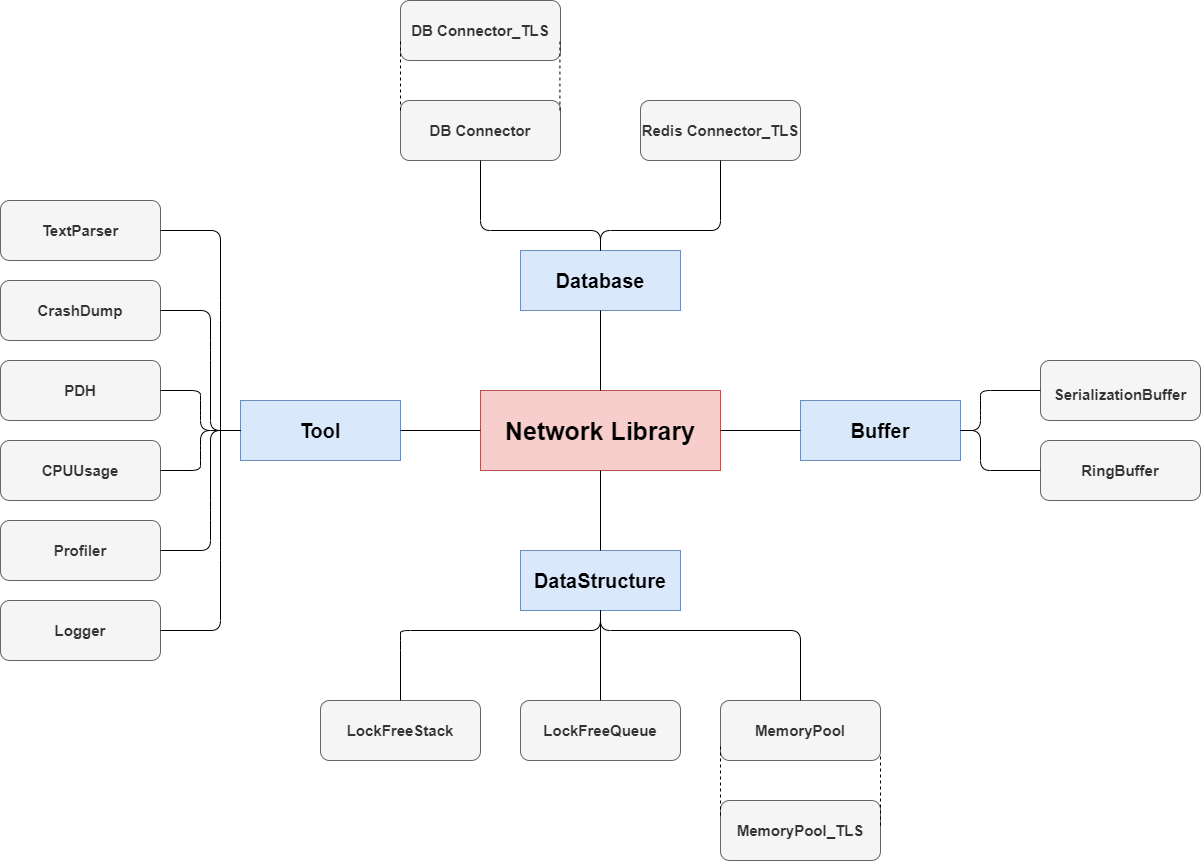 DB Connector_TLS
DB Connector
Redis Connector_TLS
TextParser
Database
CrashDump
PDH
SerializationBuffer
Tool
Network Library
Buffer
CPUUsage
RingBuffer
Profiler
DataStructure
Logger
LockFreeStack
LockFreeQueue
MemoryPool
MemoryPool_TLS